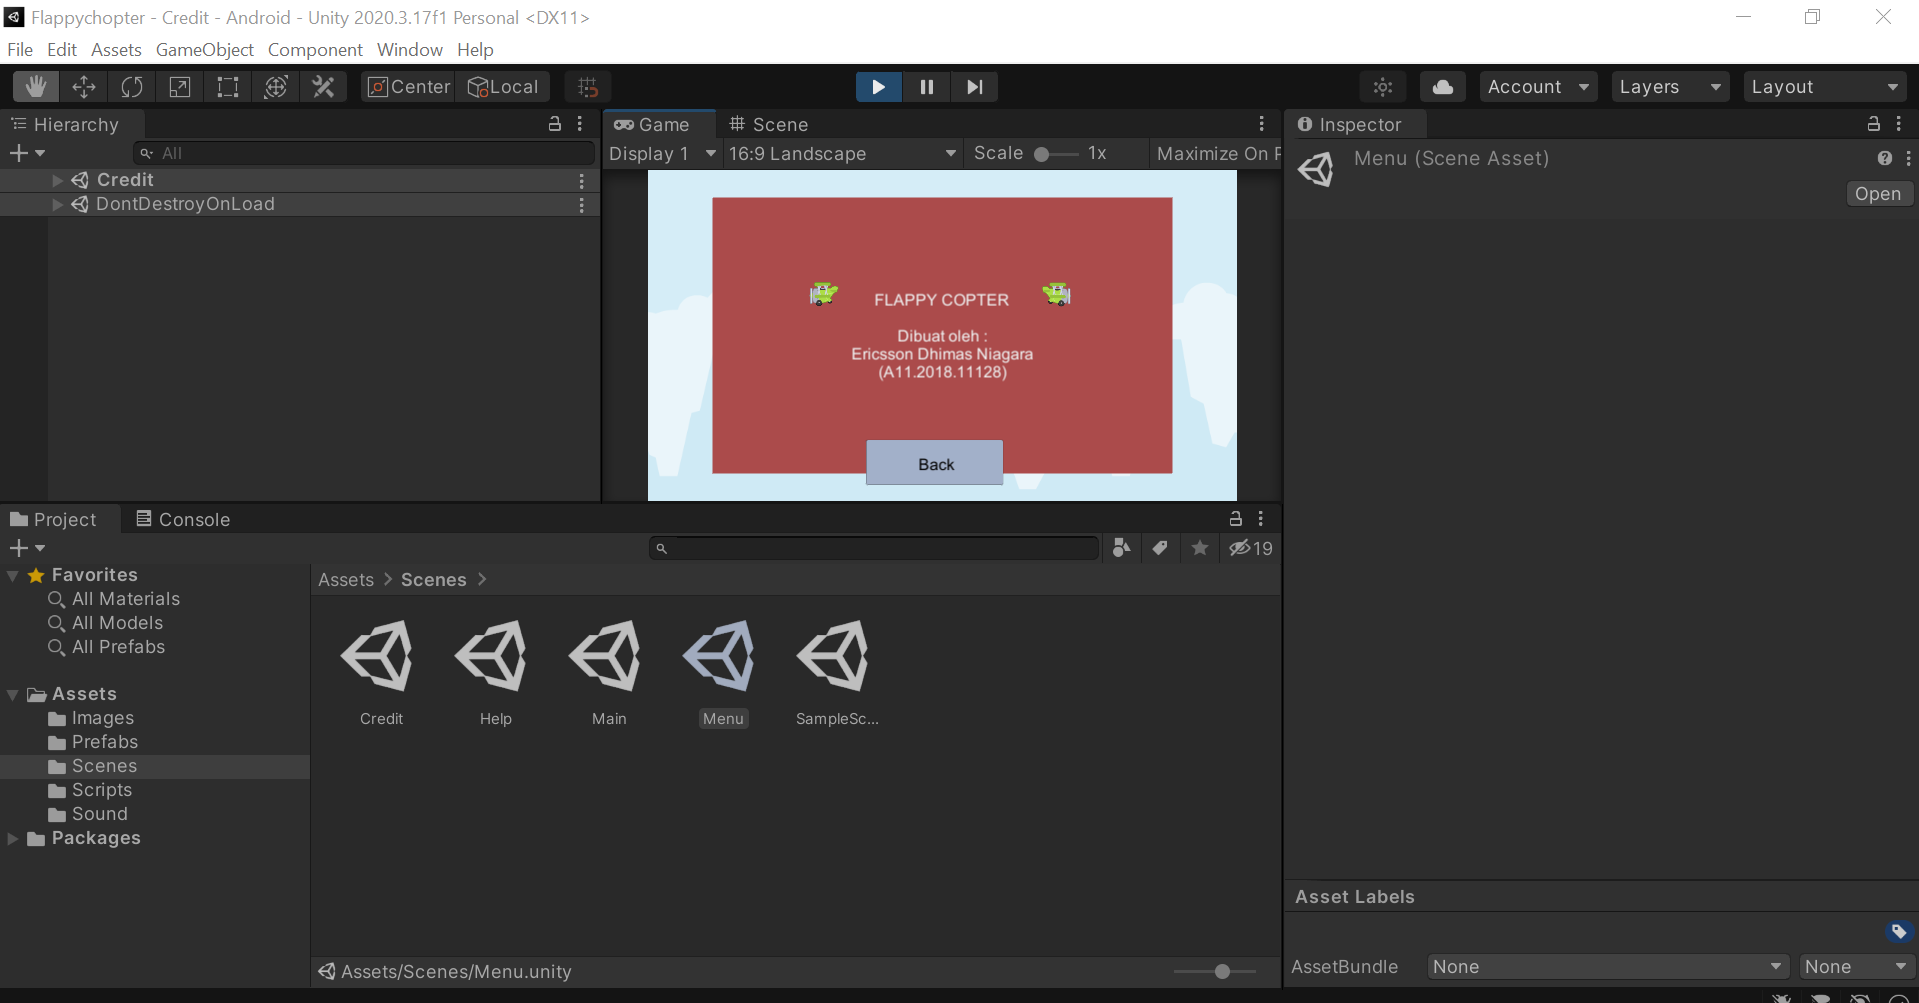 Flappychopter - Credit - Android - Unity 2020.3.17f1 Personal <DX11>
File Edit Assets GameObject Component Window Help
Center Local Account Layers Layout
Hierarchy
All
Credit
DontDestroyOnLoad
Game Scene
Display 1 16:9 Landscape Scale 1x Maximize On P
FLAPPY COPTER
Dibuat oleh :
Ericsson Dhimas Niagara
(A11.2018.11128)
Back
Inspector
Menu (Scene Asset)
Open
Project Console
19
Favorites
All Materials
All Models
All Prefabs
Assets
Images
Prefabs
Scenes
Scripts
Sound
Packages
Assets > Scenes >
Credit Help Main Menu SampleSc...
Assets/Scenes/Menu.unity
Asset Labels
AssetBundle None None